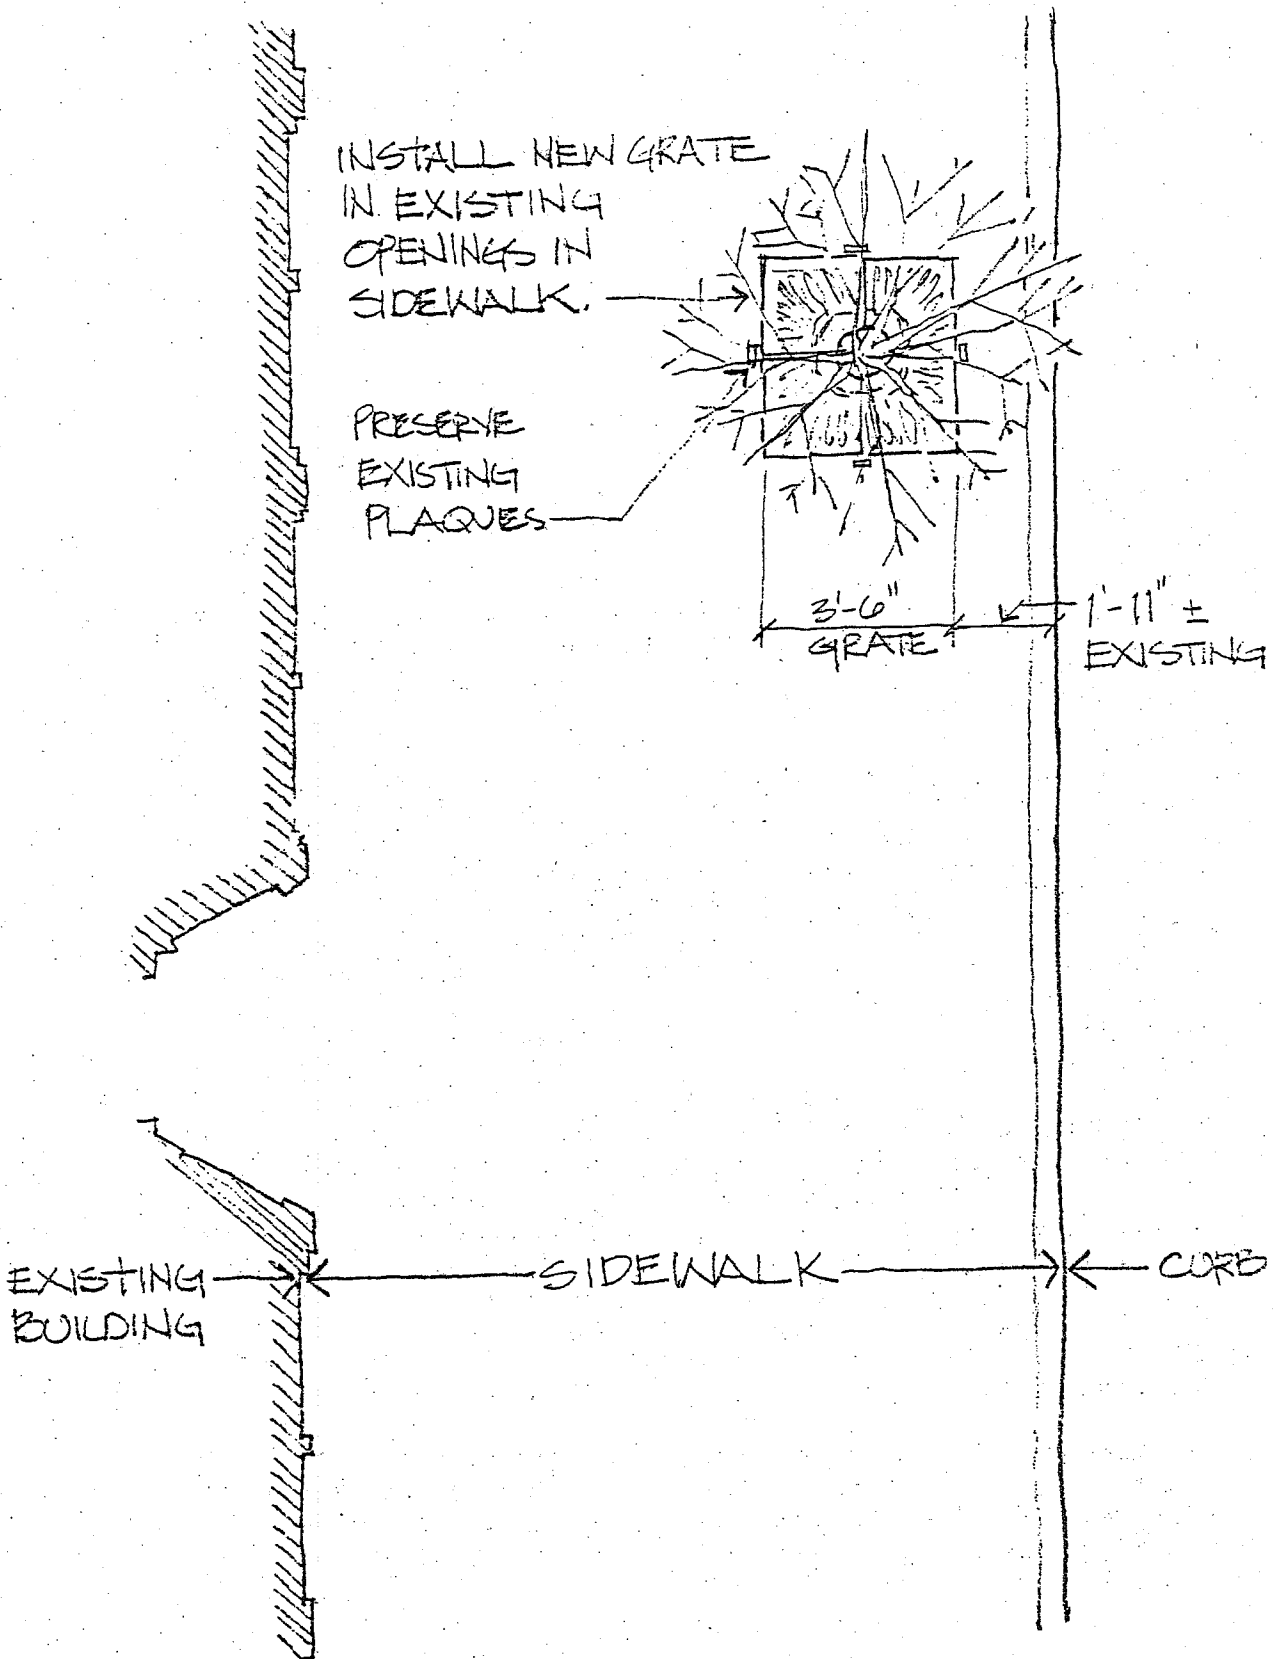 INSTALL NEW GRATE
IN EXISTING
OPENINGS IN
SIDEWALK.
PRESERVE
EXISTING
PLAQUES
3'-6"
GRATE
1'-11" ±
EXISTING
EXISTING
BUILDING
SIDEWALK
CURB